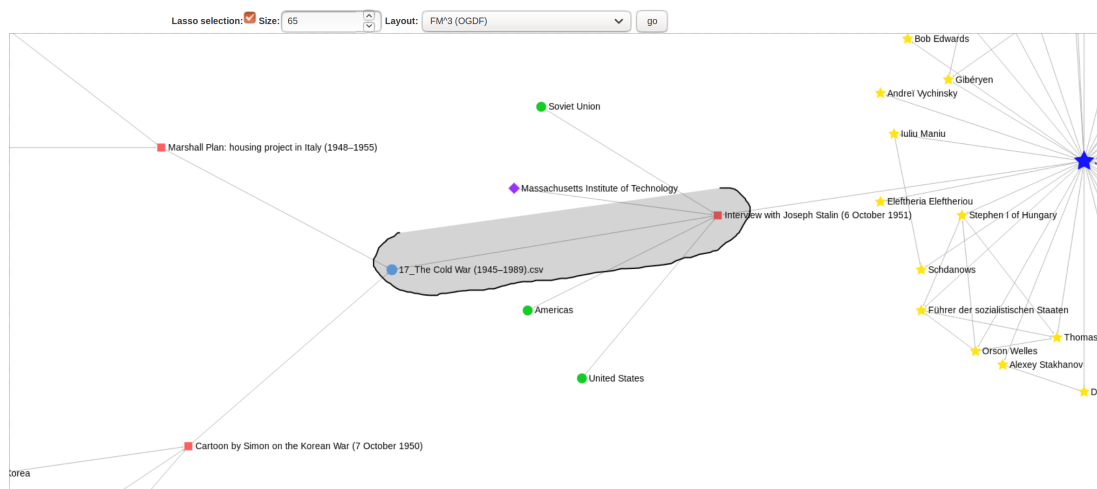 Lasso selection: Size: 65 Layout: FM^3 (OGDF) go
Bob Edwards
Gibéryen
Andreï Vychinsky
Soviet Union
Iuliu Maniu
Marshall Plan: housing project in Italy (1948–1955)
Massachusetts Institute of Technology
Eleftheria Eleftheriou
Interview with Joseph Stalin (6 October 1951)
Stephen I of Hungary
17_The Cold War (1945–1989).csv
Schdanows
Americas
Führer der sozialistischen Staaten
Thomas
Orson Welles
Alexey Stakhanov
United States
D
Cartoon by Simon on the Korean War (7 October 1950)